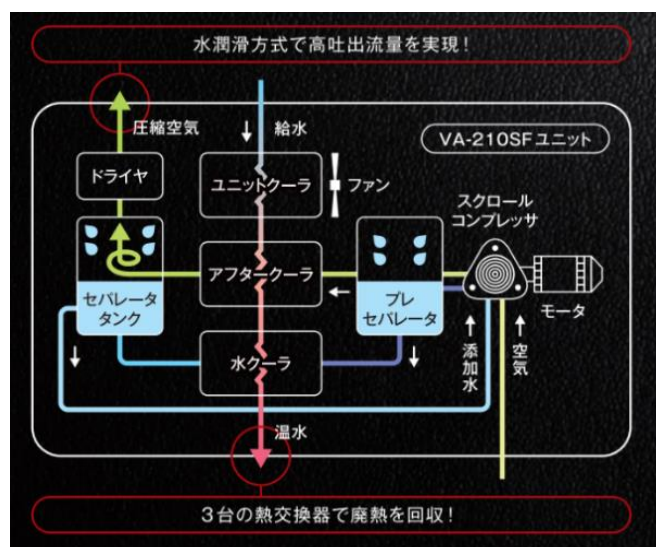 水潤滑方式で高吐出流量を実現！
圧縮空気
給水
VA-210SFユニット
ドライヤ
ユニットクーラ
ファン
スクロール
コンプレッサ
アフタークーラ
セパレータ
タンク
プレ
セパレータ
モータ
水クーラ
添加水
空気
温水
3台の熱交換器で廃熱を回収！